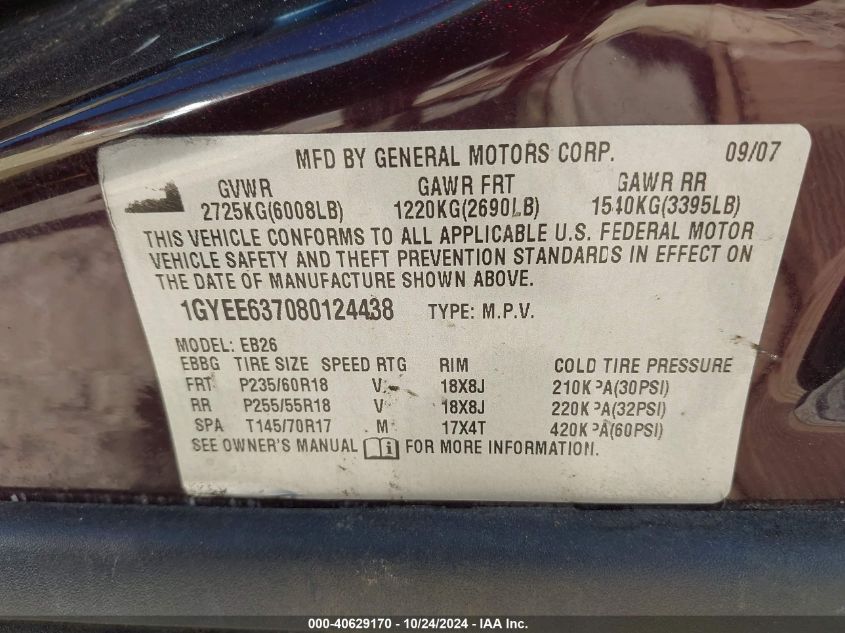 MFD BY GENERAL MOTORS CORP. 09/07
GVWR GAWR FRT GAWR RR
2725KG(6008LB) 1220KG(2690LB) 1540KG(3395LB)
THIS VEHICLE CONFORMS TO ALL APPLICABLE U.S. FEDERAL MOTOR
VEHICLE SAFETY AND THEFT PREVENTION STANDARDS IN EFFECT ON
THE DATE OF MANUFACTURE SHOWN ABOVE.
1GYEE637080124438 TYPE: M.P.V.
MODEL: EB26
EBBG TIRE SIZE SPEED RTG RIM COLD TIRE PRESSURE
FRT P235/60R18 V 18X8J 210KPA(30PSI)
RR P255/55R18 V 18X8J 220KPA(32PSI)
SPA T145/70R17 M 17X4T 420KPA(60PSI)
SEE OWNER'S MANUAL i FOR MORE INFORMATION.
000-40629170 - 10/24/2024 - IAA Inc.